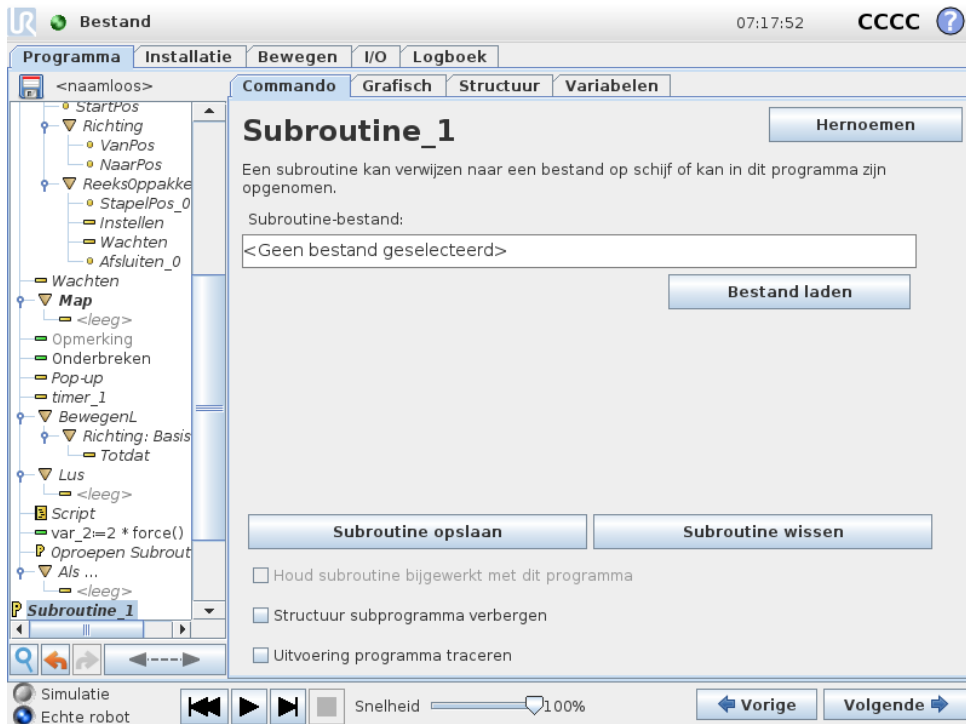 UR Bestand 07:17:52 CCCC ?
Programma Installatie Bewegen I/O Logboek
<naamloos>
Commando Grafisch Structuur Variabelen
StartPos
Richting
VanPos
NaarPos
ReeksOppakke
StapelPos_0
Instellen
Wachten
Afsluiten_0
Wachten
Map
<leeg>
Opmerking
Onderbreken
Pop-up
timer_1
BewegenL
Richting: Basis
Totdat
Lus
<leeg>
Script
var_2:=2 * force()
Oproepen Subrout
Als ...
<leeg>
Subroutine_1
Subroutine_1
Hernoemen
Een subroutine kan verwijzen naar een bestand op schijf of kan in dit programma zijn
opgenomen.
Subroutine-bestand:
<Geen bestand geselecteerd>
Bestand laden
Subroutine opslaan Subroutine wissen
Houd subroutine bijgewerkt met dit programma
Structuur subprogramma verbergen
Uitvoering programma traceren
Simulatie
Echte robot
Snelheid 100%
Vorige Volgende